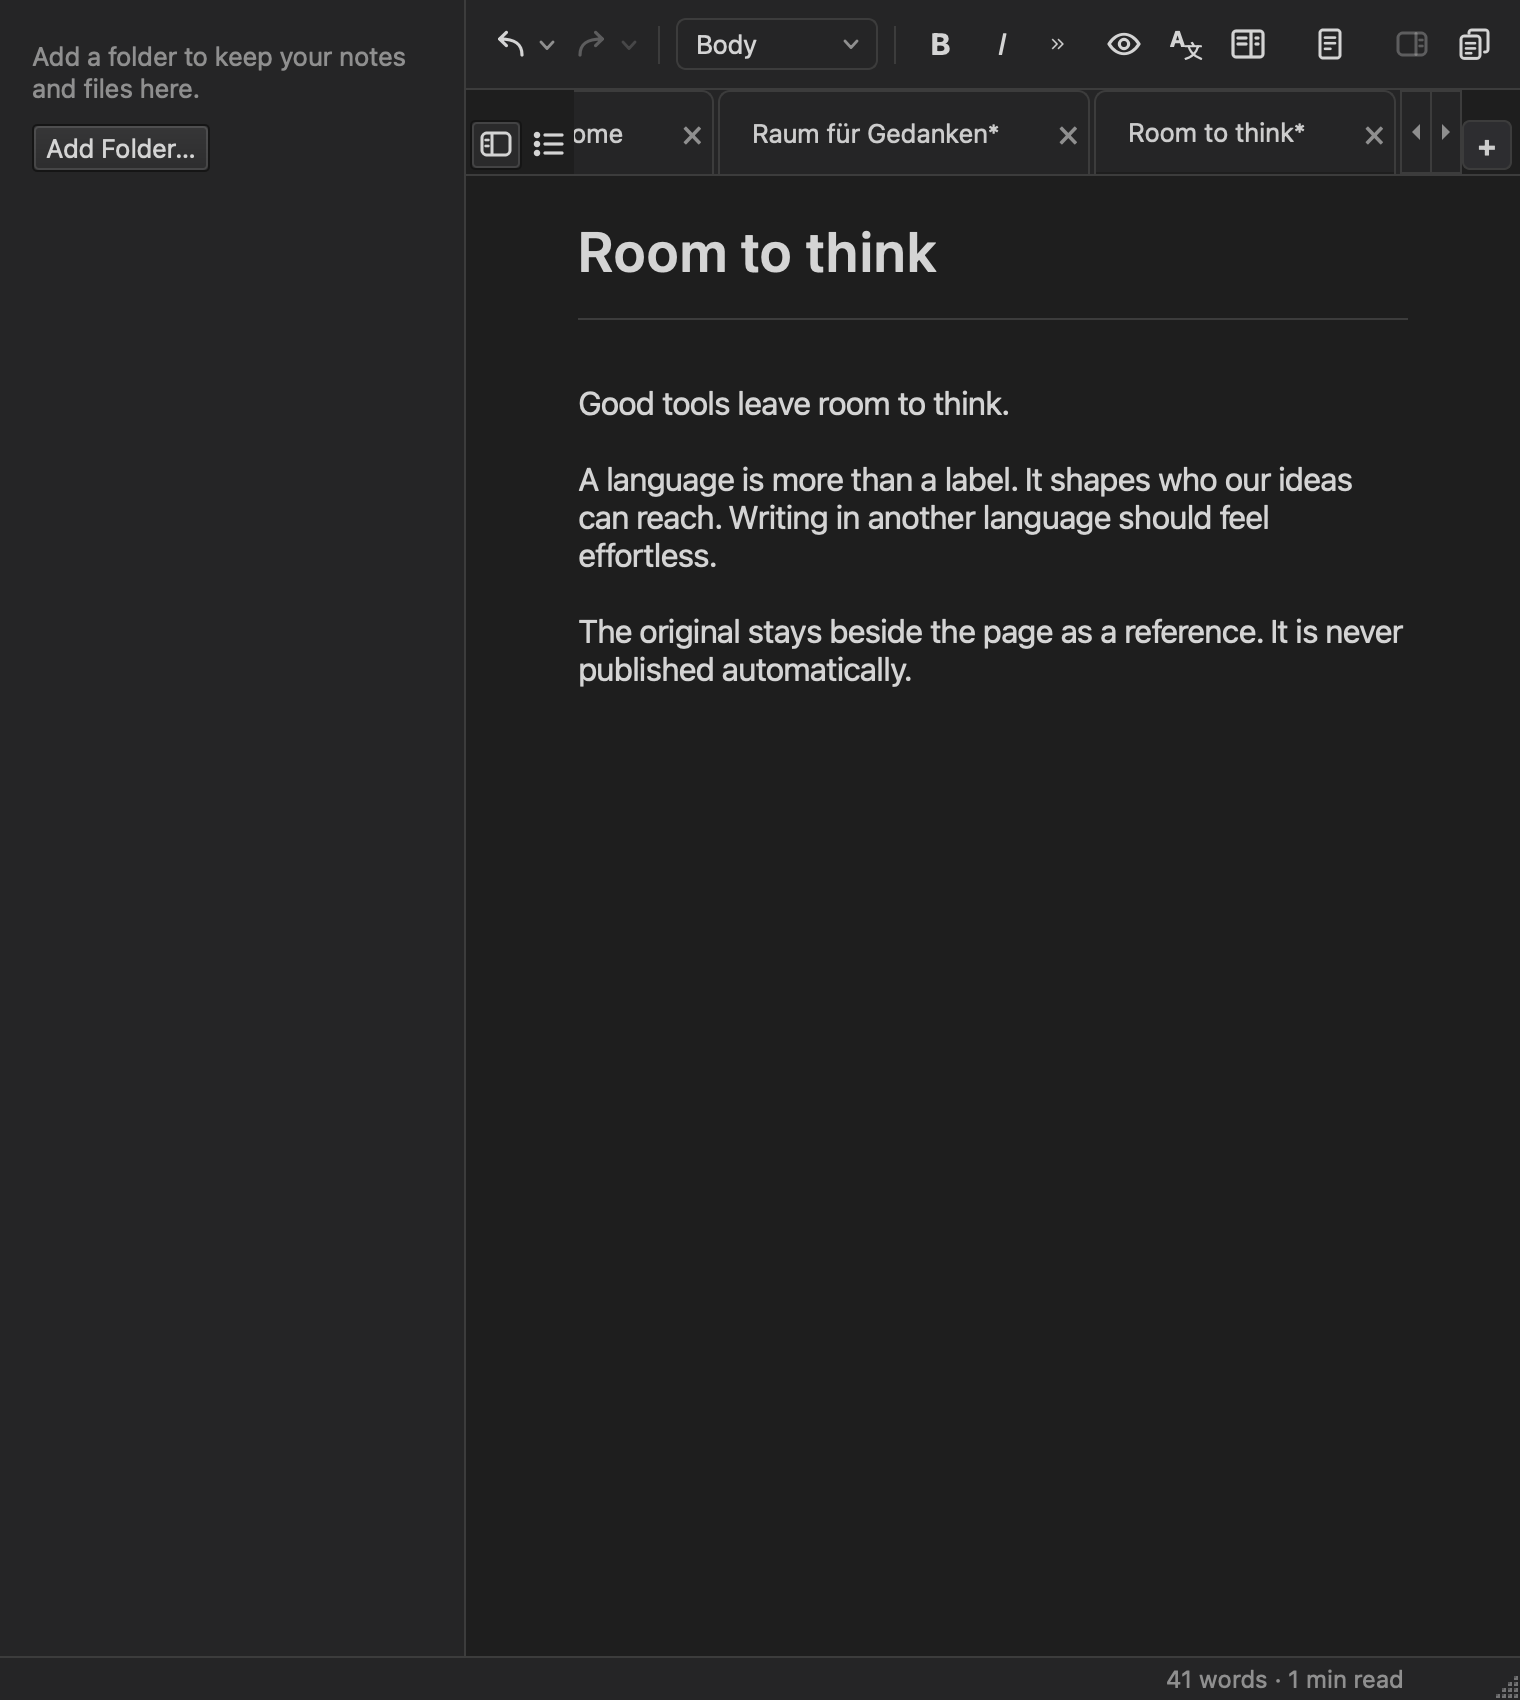 Add a folder to keep your notes
and files here.
Add Folder...
Body
B
I
»
A文
ome
Raum für Gedanken*
Room to think*
+
Room to think
Good tools leave room to think.
A language is more than a label. It shapes who our ideas
can reach. Writing in another language should feel
effortless.
The original stays beside the page as a reference. It is never
published automatically.
41 words · 1 min read